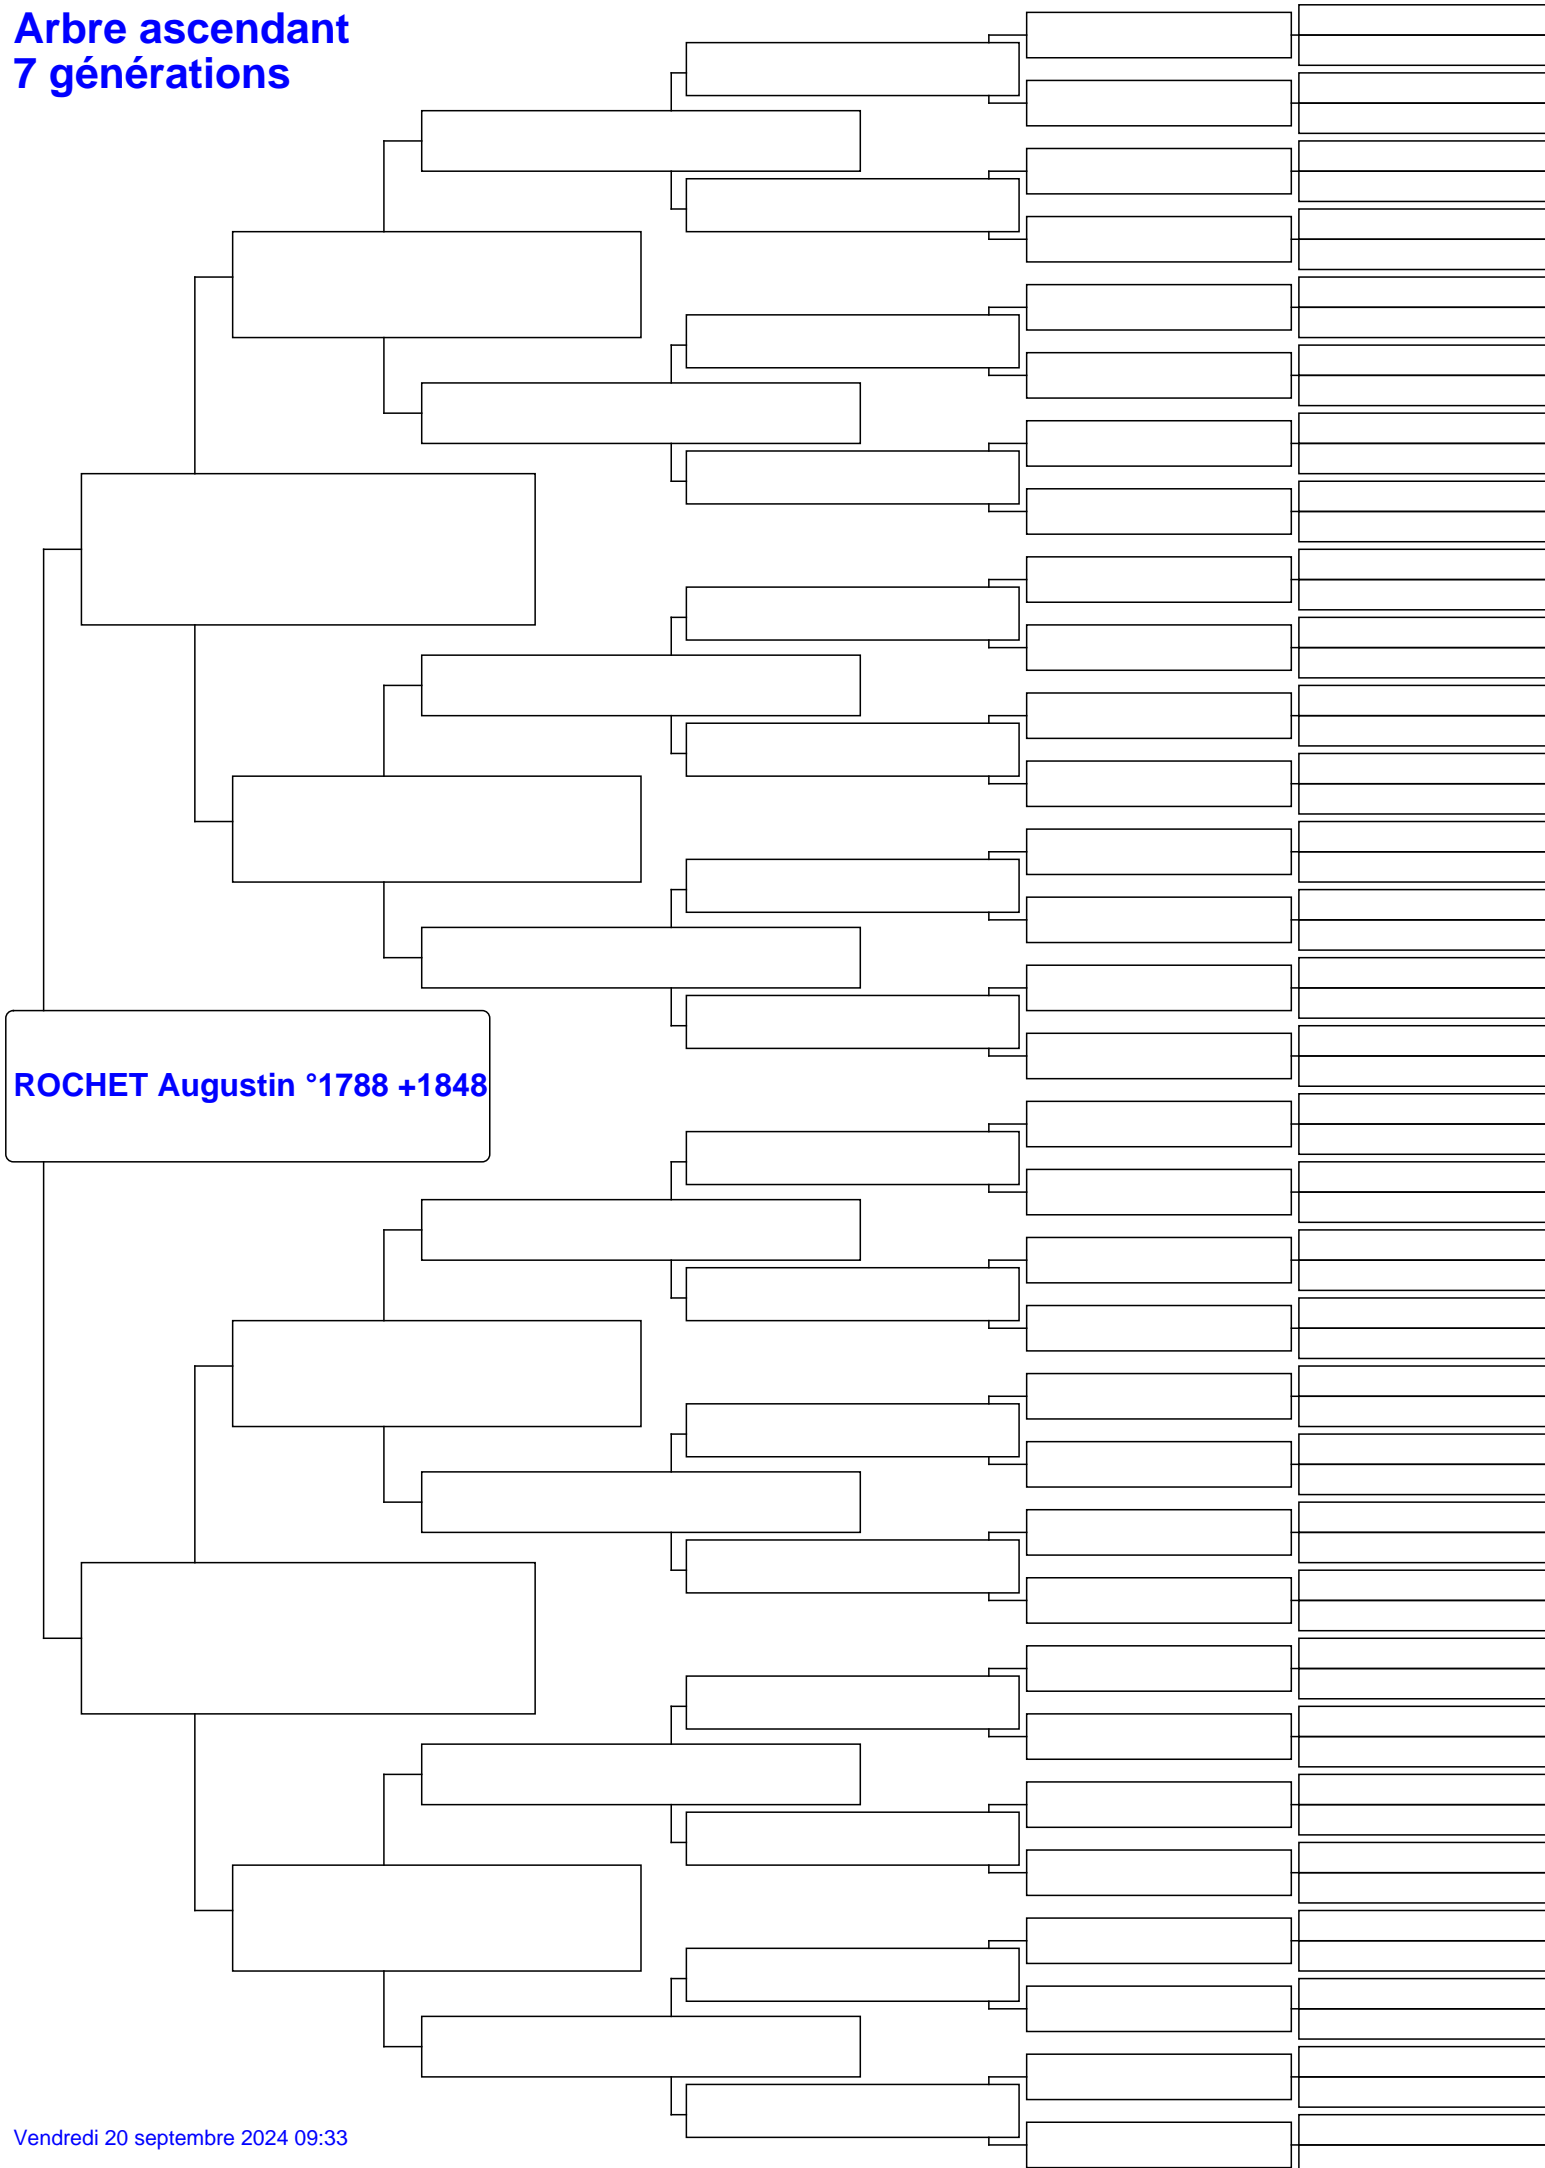 Arbre ascendant
7 générations
ROCHET Augustin °1788 +1848
Vendredi 20 septembre 2024 09:33